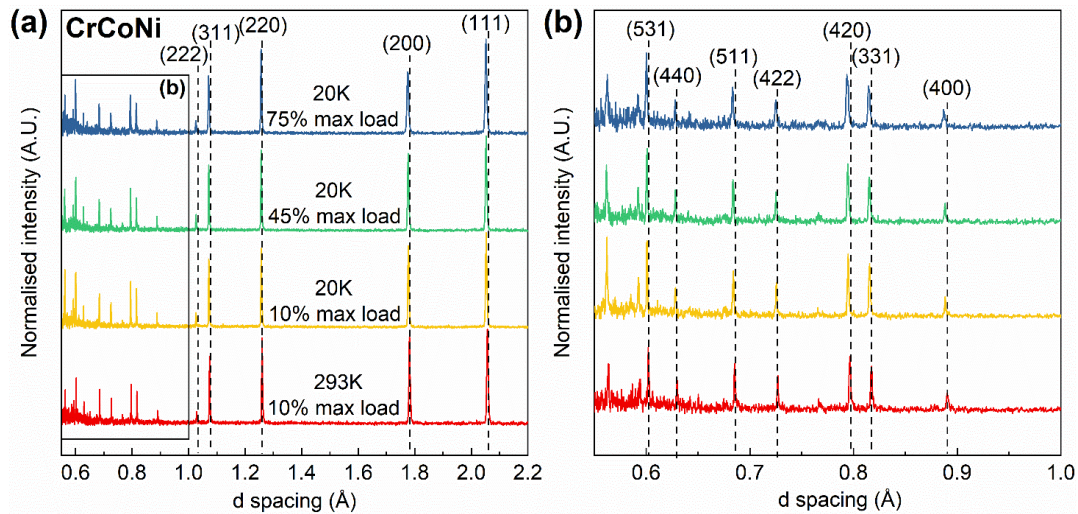 (a)
CrCoNi
(222)
(311)
(220)
(200)
(111)
(b)
20K
75% max load
20K
45% max load
20K
10% max load
293K
10% max load
Normalised intensity (A.U.)
0.6 0.8 1.0 1.2 1.4 1.6 1.8 2.0 2.2
d spacing (Å)
(b)
(531)
(440)
(511)
(422)
(420)
(331)
(400)
Normalised intensity (A.U.)
0.6 0.7 0.8 0.9 1.0
d spacing (Å)